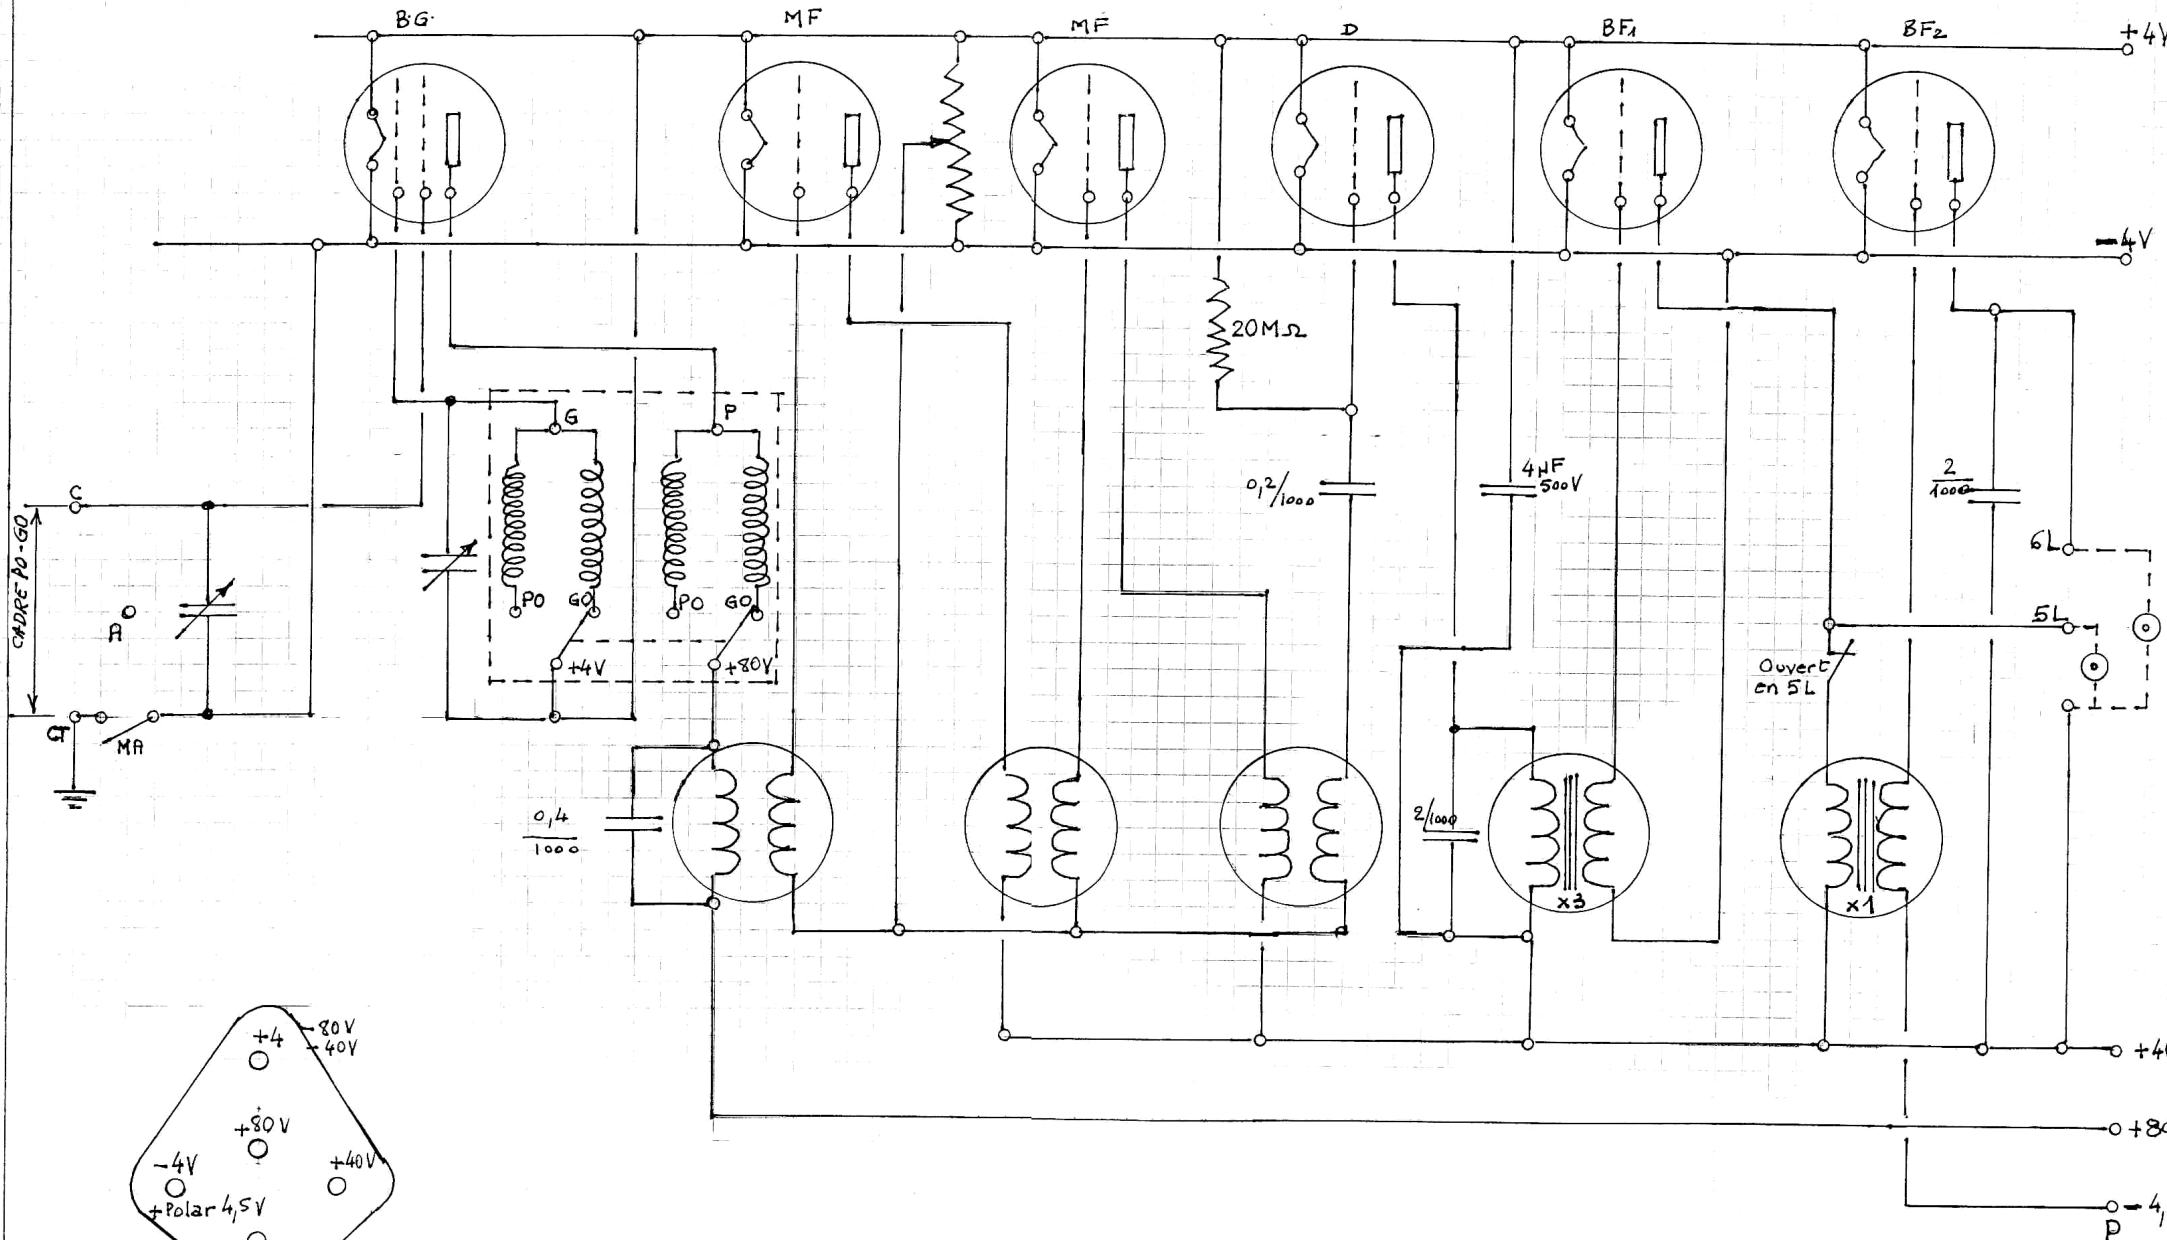 BG
MF
MF
D
BF1
BF2
+4V
-4V
20MΩ
G
P
C
CADRE PO-GO
A
PO
GO
PO
GO
+4V
+80V
MA
0,2/1000
4µF
500V
2
1000
6L
5L
Ouvert
en 5L
0,4
1000
2/1000
x3
x1
+4
-80V
-40V
+80V
-4V
+40V
+Polar 4,5V
+4
+80
-4,
P